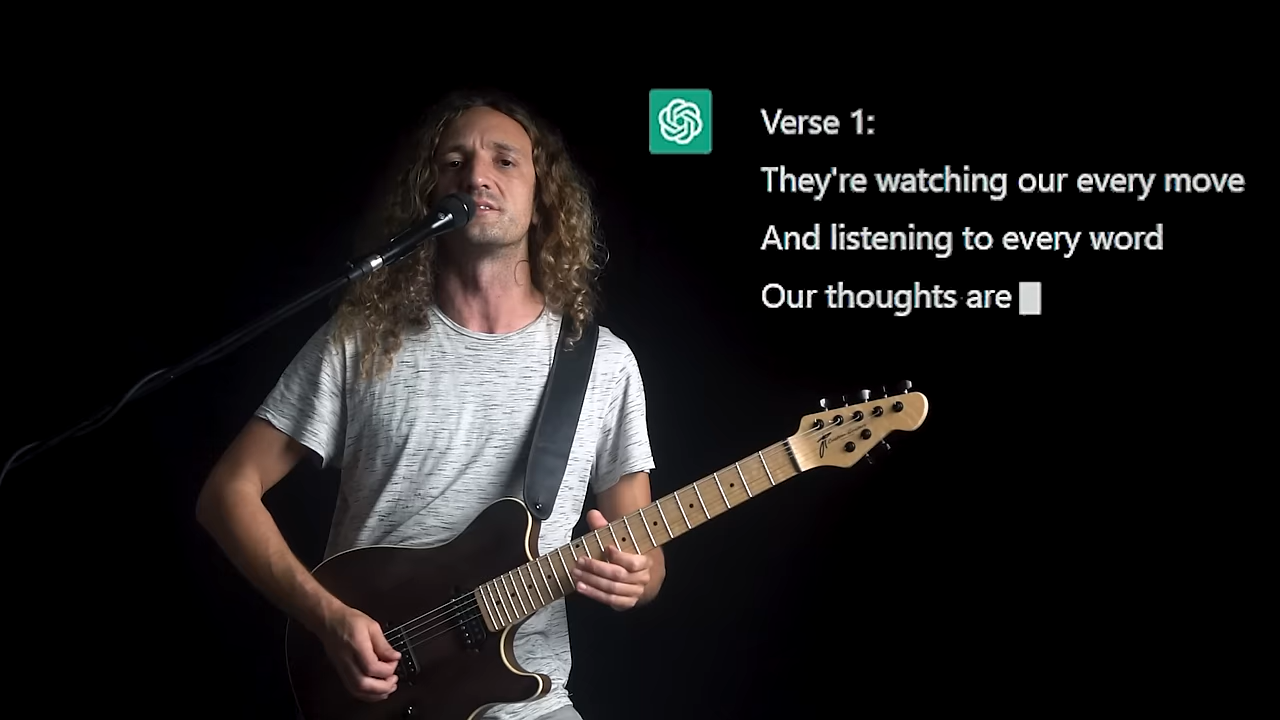 Verse 1:
They're watching our every move
And listening to every word
Our thoughts are